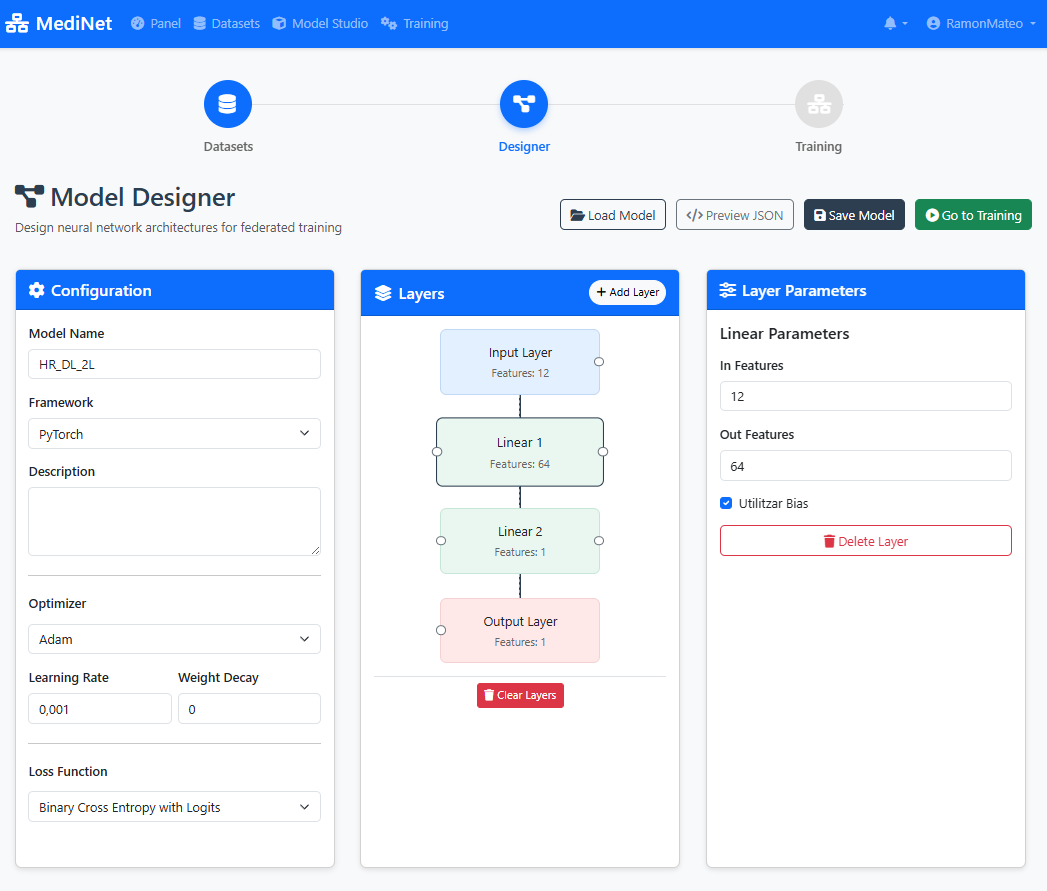 MediNet Panel Datasets Model Studio Training RamonMateo
Datasets
Designer
Training
Model Designer
Design neural network architectures for federated training
Load Model
Preview JSON
Save Model
Go to Training
Configuration
Model Name
HR_DL_2L
Framework
PyTorch
Description
Optimizer
Adam
Learning Rate Weight Decay
0,001 0
Loss Function
Binary Cross Entropy with Logits
Layers
+ Add Layer
Input Layer
Features: 12
Linear 1
Features: 64
Linear 2
Features: 1
Output Layer
Features: 1
Clear Layers
Layer Parameters
Linear Parameters
In Features
12
Out Features
64
Utilitzar Bias
Delete Layer